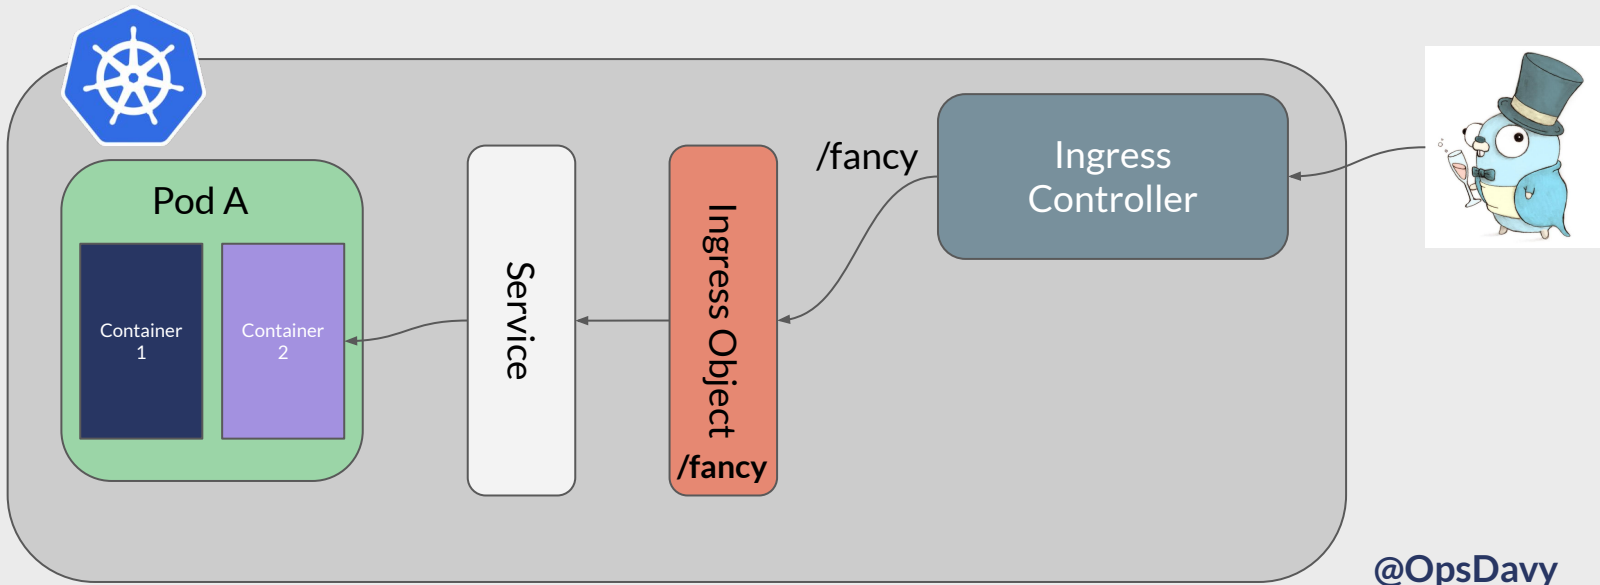 Pod A
Container
1
Container
2
Service
Ingress Object
/fancy
/fancy
Ingress
Controller
@OpsDavy